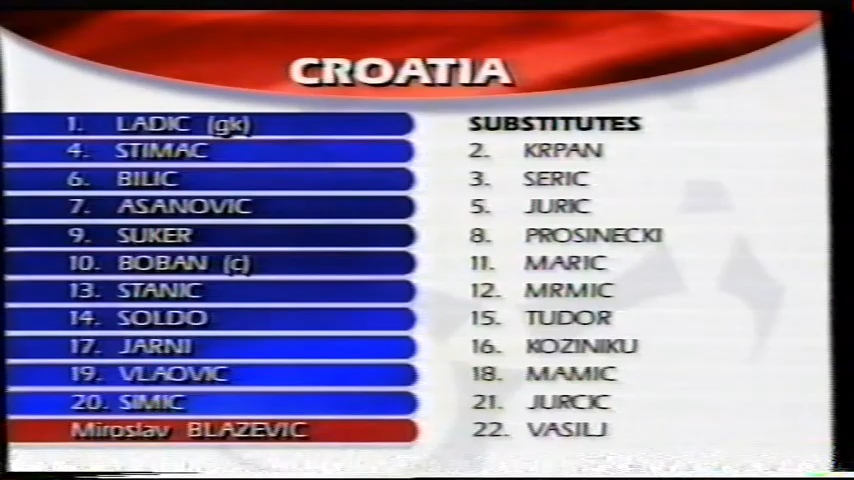 CROATIA
1. LADIC (gk)
4. STIMAC
6. BILIC
7. ASANOVIC
9. SUKER
10. BOBAN (c)
13. STANIC
14. SOLDO
17. JARNI
19. VLAOVIC
20. SIMIC
Miroslav BLAZEVIC
SUBSTITUTES
2. KRPAN
3. SERIC
5. JURIC
8. PROSINECKI
11. MARIC
12. MRMIC
15. TUDOR
16. KOZINIKU
18. MAMIC
21. JURCIC
22. VASILJ